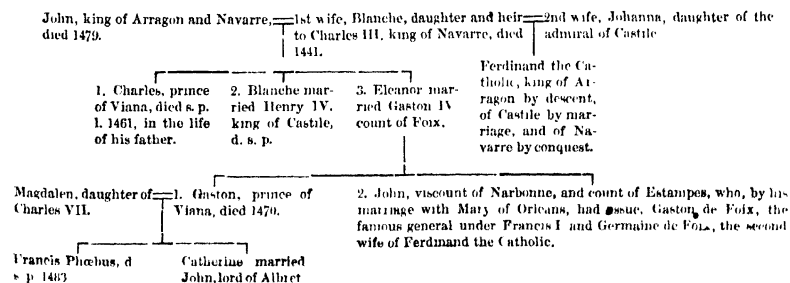 John, king of Arragon and Navarre, died 1479.
1st wife, Blanche, daughter and heir to Charles III. king of Navarre, died 1441.
2nd wife, Johanna, daughter of the admiral of Castile
Ferdinand the Ca-
tholic, king of Ar-
ragon by descent,
of Castile by mar-
riage, and of Na-
varre by conquest.
1. Charles, prince
of Viana, died s. p.
l. 1461, in the life
of his father.
2. Blanche mar-
ried Henry IV.
king of Castile,
d. s. p.
3. Eleanor mar-
ried Gaston IV
count of Foix.
Magdalen, daughter of
Charles VII.
1. Gaston, prince of
Viana, died 1470.
2. John, viscount of Narbonne, and count of Estampes, who, by his
marriage with Mary of Orleans, had issue, Gaston de Foix, the
famous general under Francis I and Germaine de Foix, the second
wife of Ferdinand the Catholic.
Francis Phœbus, d
s p 1483
Catherine married
John, lord of Albret